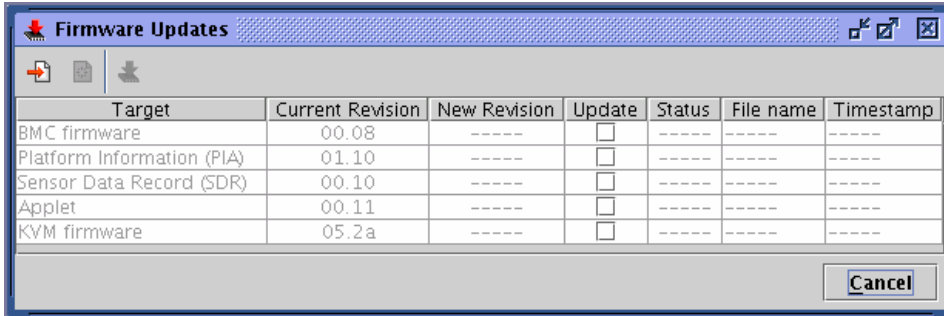 Firmware Updates
Target Current Revision New Revision Update Status File name Timestamp
BMC firmware 00.08 ----- ----- ----- -----
Platform Information (PIA) 01.10 ----- ----- ----- -----
Sensor Data Record (SDR) 00.10 ----- ----- ----- -----
Applet 00.11 ----- ----- ----- -----
KVM firmware 05.2a ----- ----- ----- -----
Cancel